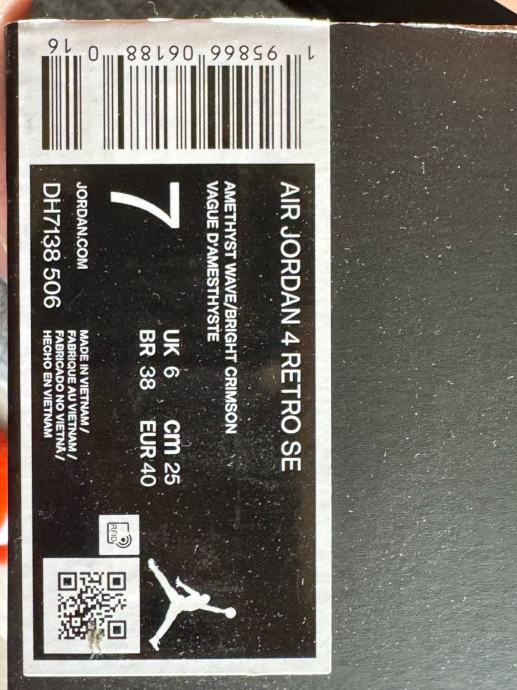 AIR JORDAN 4 RETRO SE
AMETHYST WAVE/BRIGHT CRIMSON
VAGUE D'AMESTHYSTE
7
UK 6 cm 25
BR 38 EUR 40
JORDAN.COM
DH7138 506
MADE IN VIETNAM /
FABRIQUE AU VIETNAM /
FABRICADO NO VIETNÃ /
HECHO EN VIETNAM
RFID
1 95866 06188 0 16